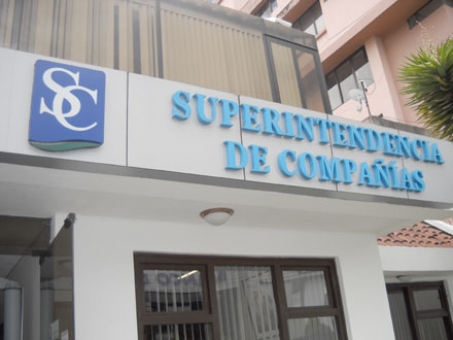 SC
SUPERINTENDENCIA
DE COMPAÑÍAS